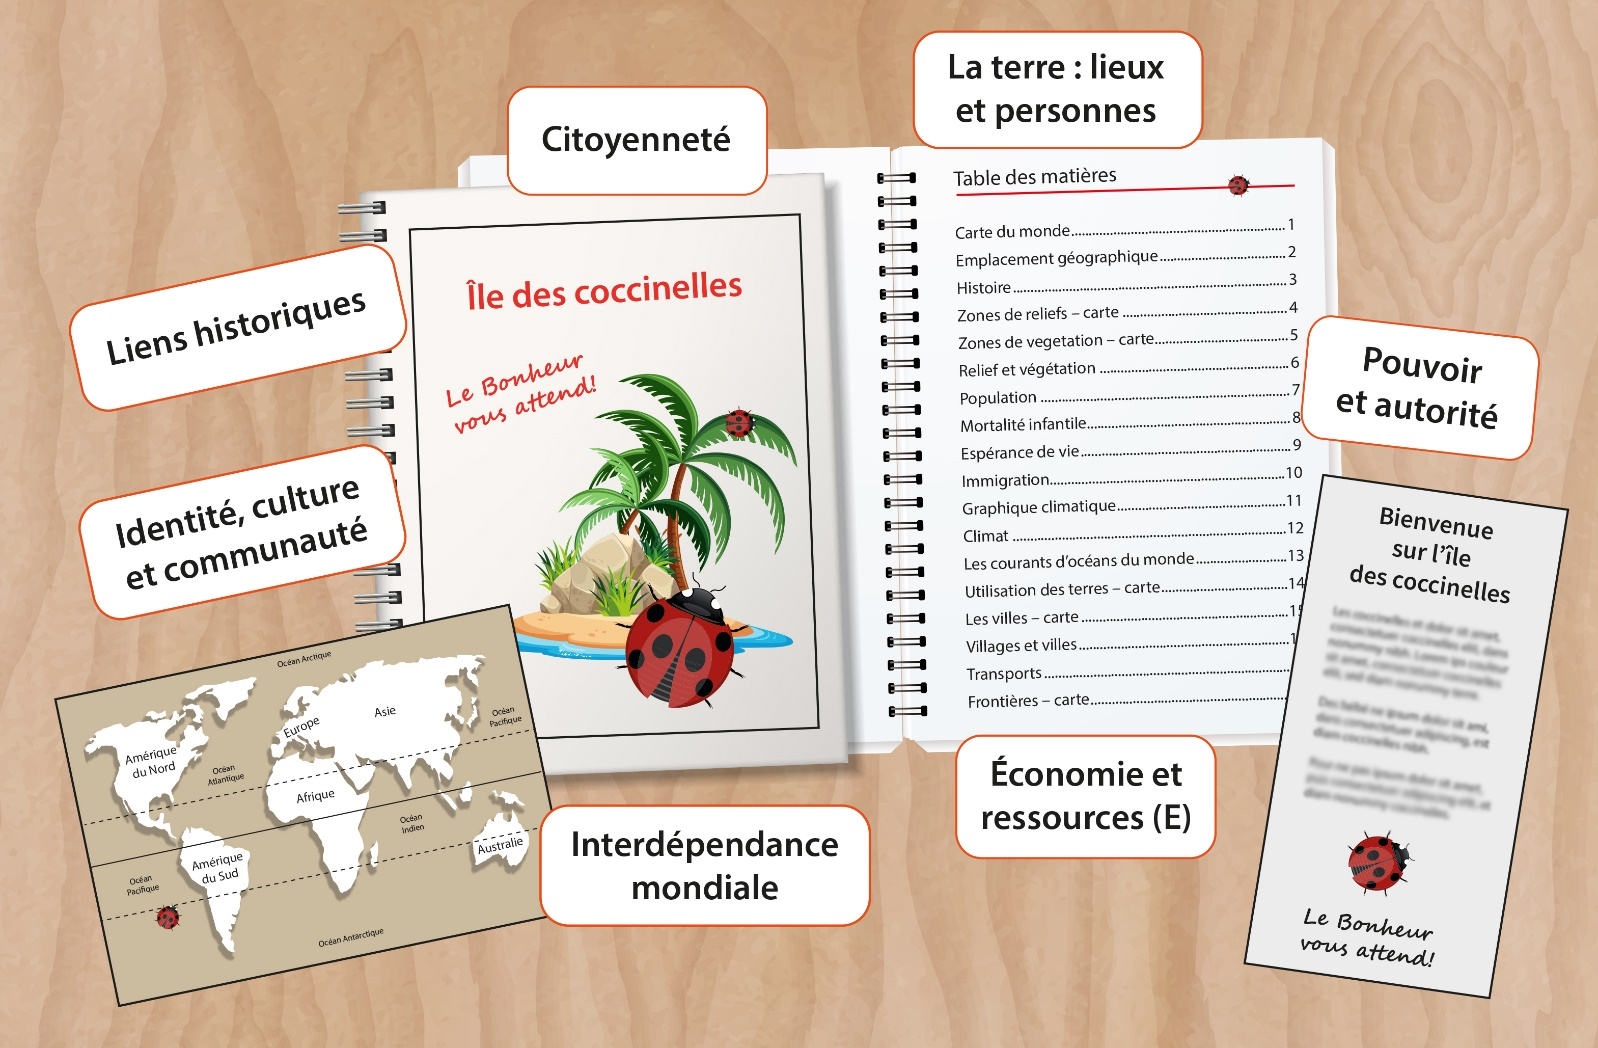 La terre : lieux
et personnes
Citoyenneté
Liens historiques
Identité, culture
et communauté
Pouvoir
et autorité
Économie et
ressources (E)
Interdépendance
mondiale
Île des coccinelles
Le Bonheur
vous attend!
Table des matières
Carte du monde 1
Emplacement géographique 2
Histoire 3
Zones de reliefs – carte 4
Zones de vegetation – carte 5
Relief et végétation 6
Population 7
Mortalité infantile 8
Espérance de vie 9
Immigration 10
Graphique climatique 11
Climat 12
Les courants d'océans du monde 13
Utilisation des terres – carte 14
Les villes – carte
Villages et villes
Transports
Frontières – carte
Océan Arctique
Amérique
du Nord
Océan
Atlantique
Europe
Asie
Océan
Pacifique
Afrique
Océan
Indien
Australie
Amérique
du Sud
Océan
Pacifique
Océan Antarctique
Bienvenue
sur l'île
des coccinelles
Le Bonheur
vous attend!